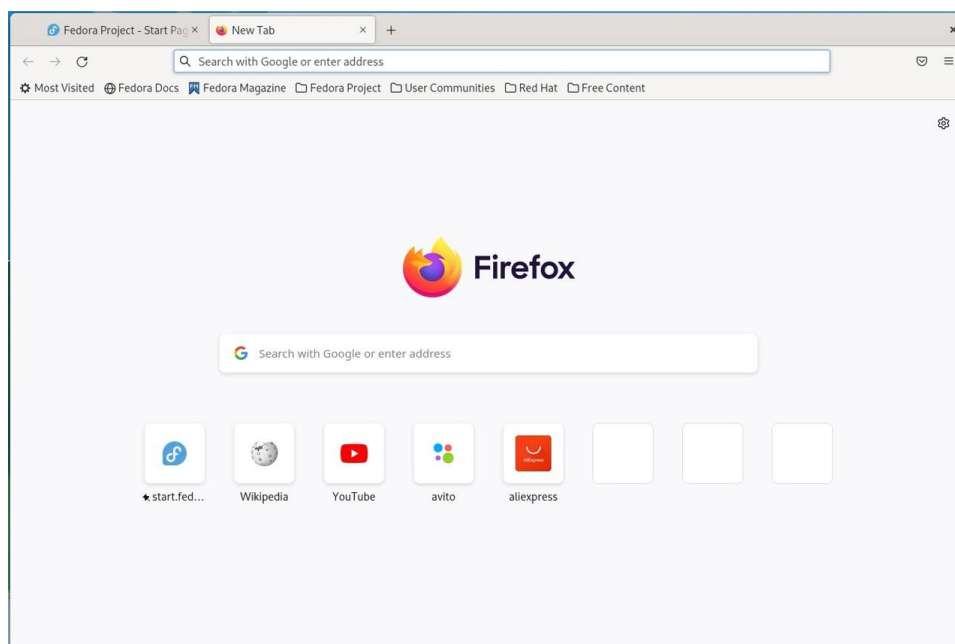 Fedora Project - Start Pag
New Tab
Search with Google or enter address
Most Visited Fedora Docs Fedora Magazine Fedora Project User Communities Red Hat Free Content
Firefox
Search with Google or enter address
AliExpress
start.fed... Wikipedia YouTube avito aliexpress